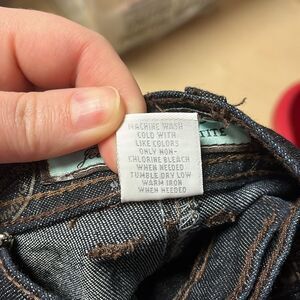 MACHINE WASH
COLD WITH
LIKE COLORS
ONLY NON-
CHLORINE BLEACH
WHEN NEEDED
TUMBLE DRY LOW
WARM IRON
WHEN NEEDED